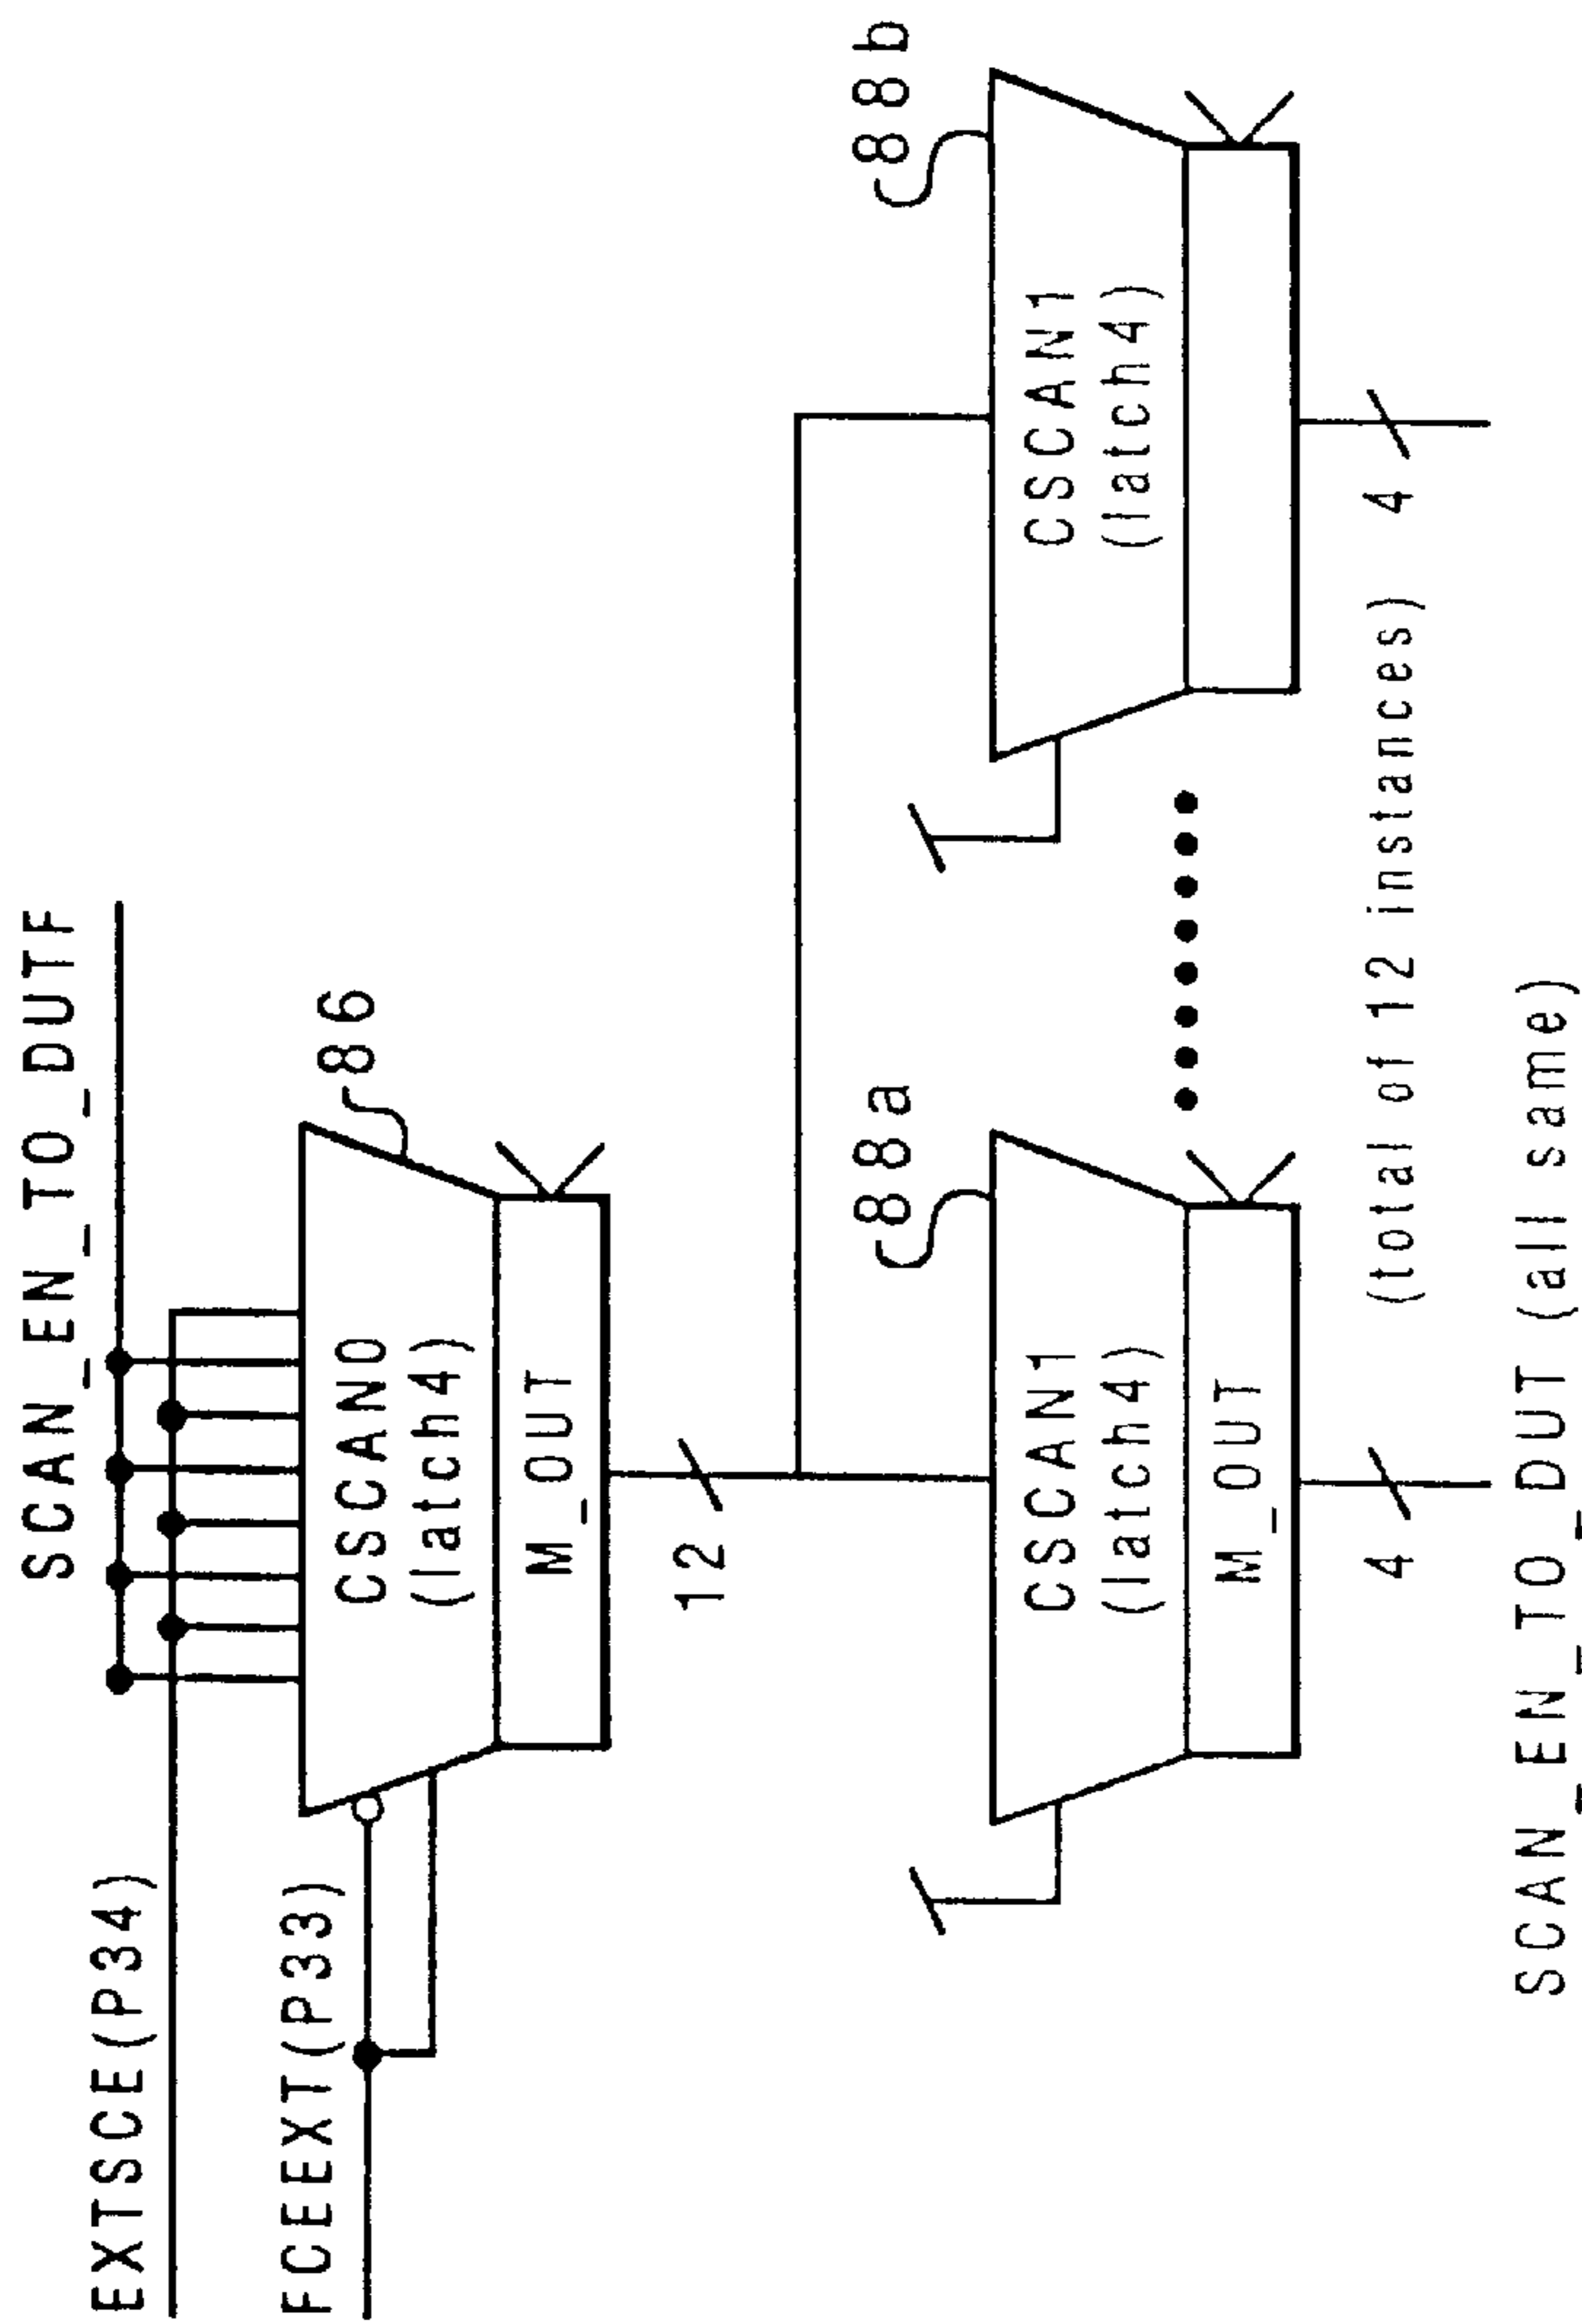 SCAN_EN_TO_DUTF
EXTSCE(P34)
86
FCEEXT(P33)
CSCAN0
(latch4)
M_OUT
12
88a
88b
CSCAN1
(latch4)
M_OUT
CSCAN1
(latch4)
4
(total of 12 instances)
4
SCAN_EN_TO_DUT (all same)